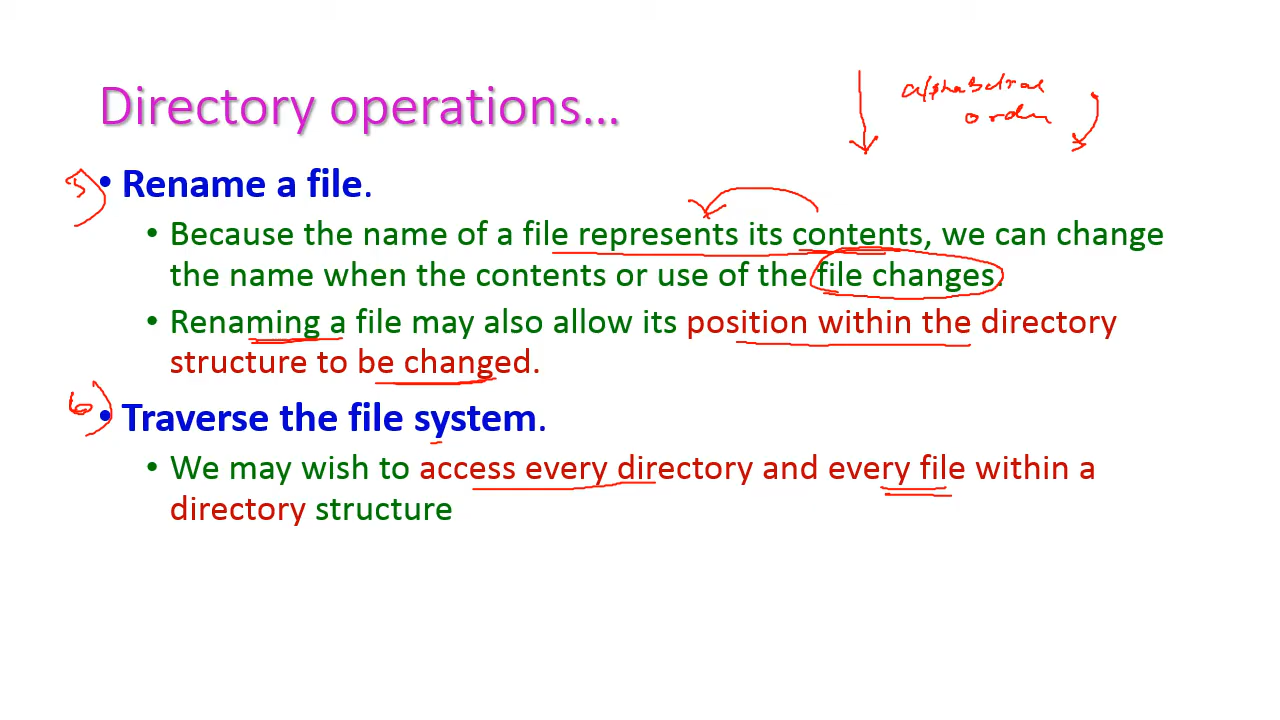 Directory operations...
alphabetical
order
5)
• Rename a file.
• Because the name of a file represents its contents, we can change
the name when the contents or use of the file changes.
• Renaming a file may also allow its position within the directory
structure to be changed.
6)
• Traverse the file system.
• We may wish to access every directory and every file within a
directory structure